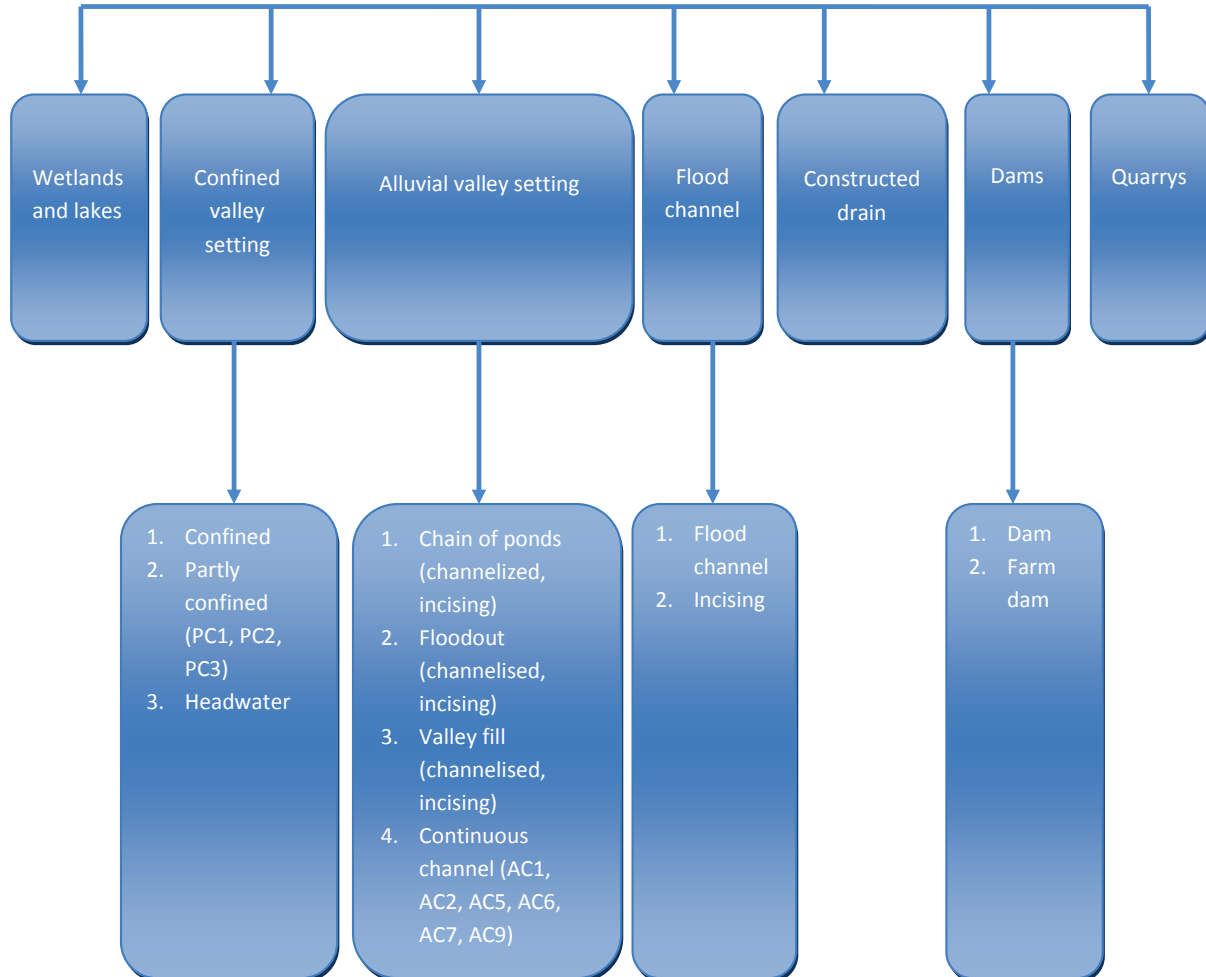 Wetlands
and lakes
Confined
valley
setting
Alluvial valley setting
Flood
channel
Constructed
drain
Dams
Quarrys
1. Confined
2. Partly
confined
(PC1, PC2,
PC3)
3. Headwater
1. Chain of ponds
(channelized,
incising)
2. Floodout
(channelised,
incising)
3. Valley fill
(channelised,
incising)
4. Continuous
channel (AC1,
AC2, AC5, AC6,
AC7, AC9)
1. Flood
channel
2. Incising
1. Dam
2. Farm
dam